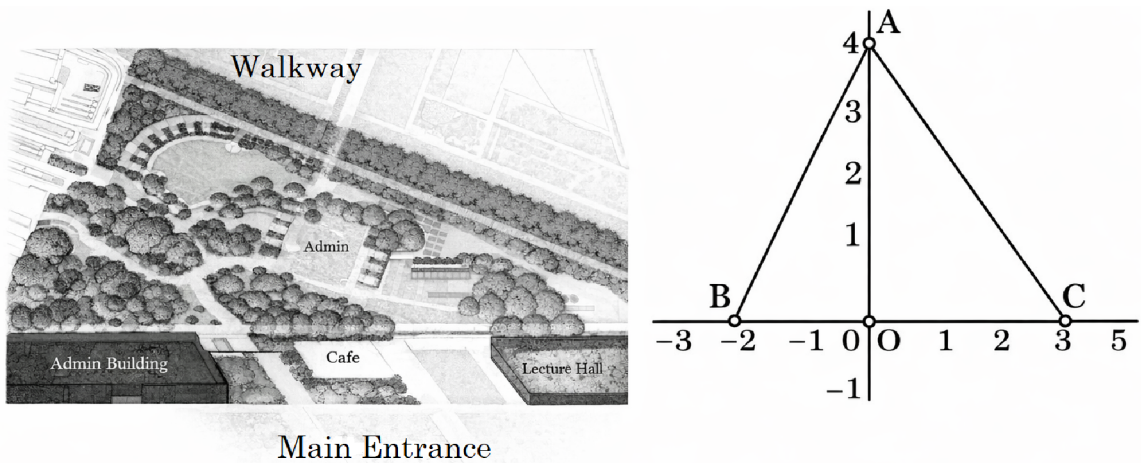 Walkway
Admin
Admin Building
Cafe
Lecture Hall
Main Entrance
A
4
3
2
1
B
C
-3 -2 -1 0 O 1 2 3 5
-1